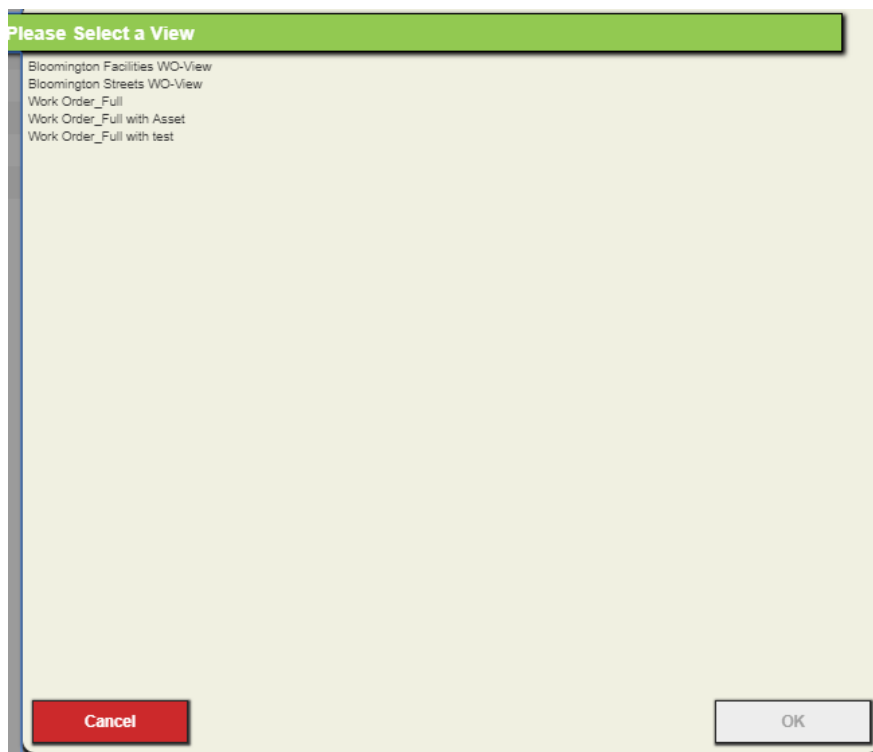 Please Select a View
Bloomington Facilities WO-View
Bloomington Streets WO-View
Work Order_Full
Work Order_Full with Asset
Work Order_Full with test
Cancel
OK